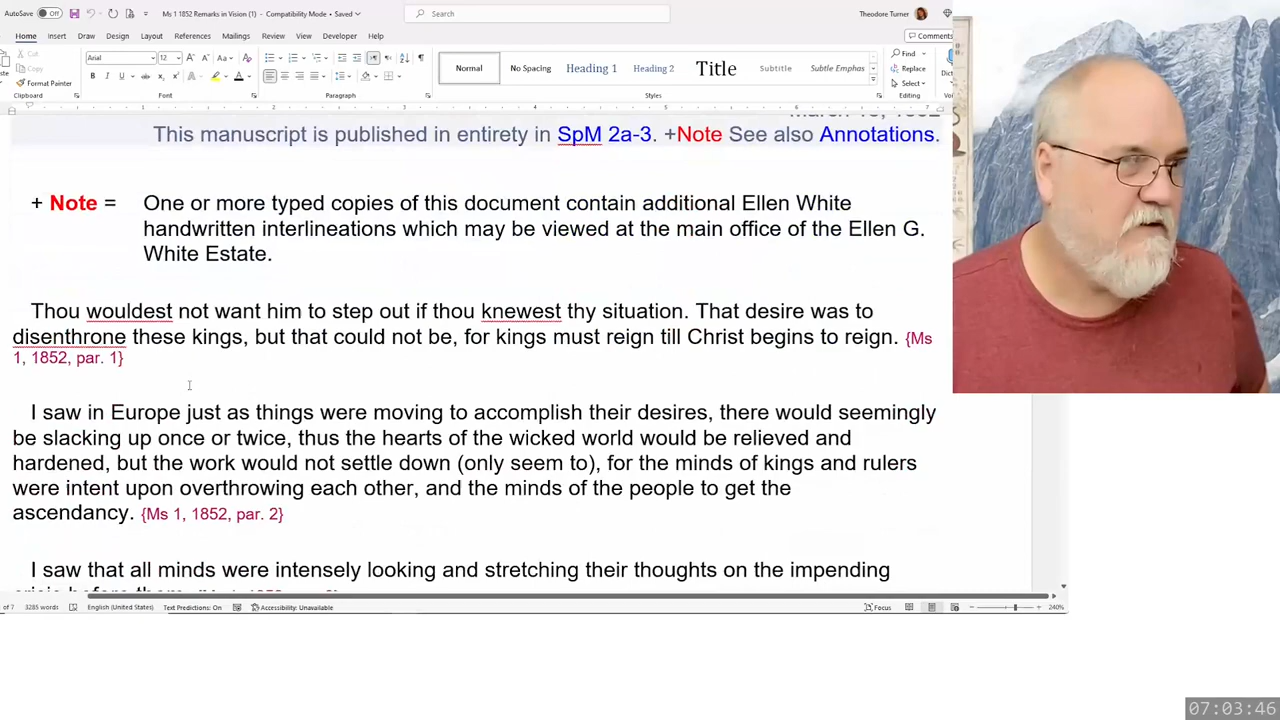 AutoSave Off Ms 1 1852 Remarks in Vision (1) - Compatibility Mode • Saved Search Theodore Turner
Home Insert Draw Design Layout References Mailings Review View Help Developer Comments
Cut
Copy
Format Painter
Clipboard
Arial 12
Font
Paragraph
Normal No Spacing Heading 1 Heading 2 Title Subtitle Subtle Emphas
Styles
Find
Replace
Select
Editing
This manuscript is published in entirety in SpM 2a-3. +Note See also Annotations.
+ Note = One or more typed copies of this document contain additional Ellen White
handwritten interlineations which may be viewed at the main office of the Ellen G.
White Estate.
Thou wouldest not want him to step out if thou knewest thy situation. That desire was to
disenthrone these kings, but that could not be, for kings must reign till Christ begins to reign. {Ms
1, 1852, par. 1}
I saw in Europe just as things were moving to accomplish their desires, there would seemingly
be slacking up once or twice, thus the hearts of the wicked world would be relieved and
hardened, but the work would not settle down (only seem to), for the minds of kings and rulers
were intent upon overthrowing each other, and the minds of the people to get the
ascendancy. {Ms 1, 1852, par. 2}
I saw that all minds were intensely looking and stretching their thoughts on the impending
of 7 3285 words English (United States) Text Predictions: On Accessibility: Unavailable Focus 240%
07:03:46